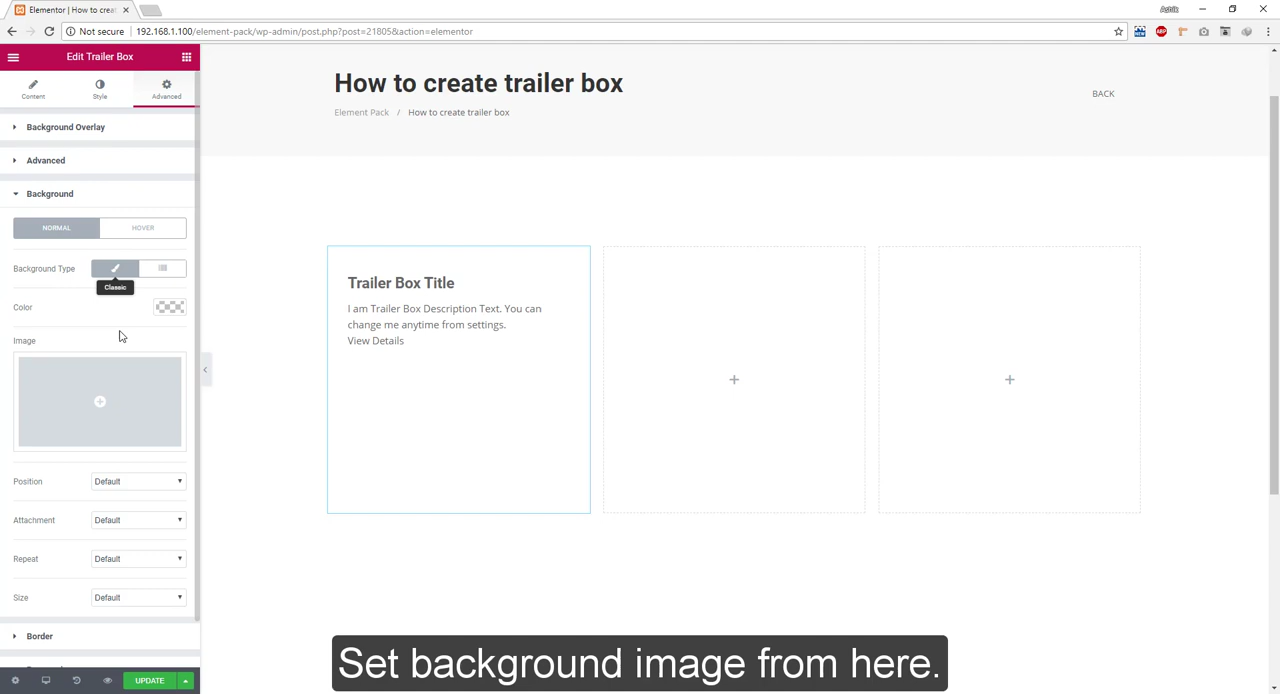 Elementor | How to crea
Astrik
Not secure
192.168.1.100/element-pack/wp-admin/post.php?post=21805&action=elementor
NEW
ABP
Edit Trailer Box
Content
Style
Advanced
Background Overlay
Advanced
Background
NORMAL
HOVER
Background Type
Classic
Color
Image
Position
Default
Attachment
Default
Repeat
Default
Size
Default
Border
UPDATE
How to create trailer box
Element Pack / How to create trailer box
BACK
Trailer Box Title
I am Trailer Box Description Text. You can
change me anytime from settings.
View Details
Set background image from here.